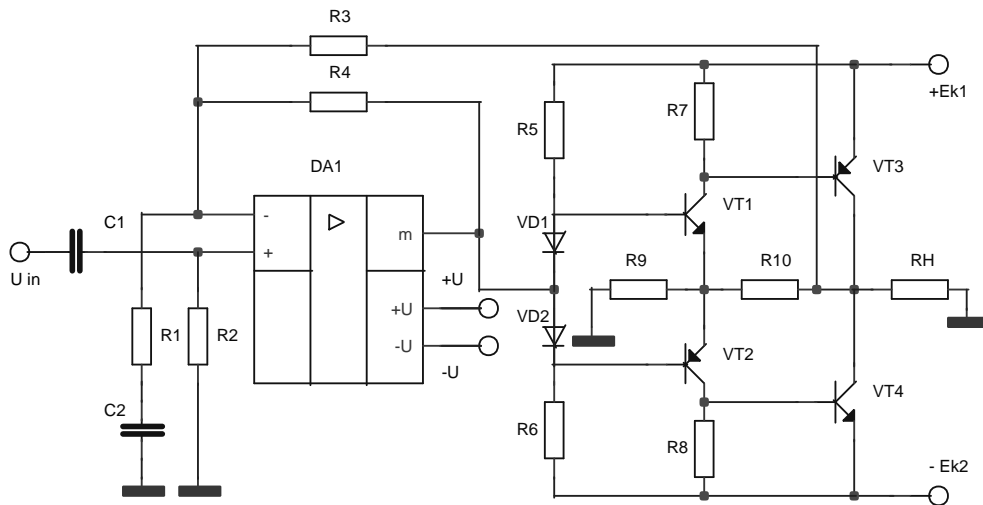 R3
R4
+Ek1
R5
R7
DA1
VT3
C1
-
VD1
VT1
m
+
U in
+U
R9
R10
RH
+U
R1
R2
VD2
-U
-U
VT2
C2
VT4
R6
R8
- Ek2